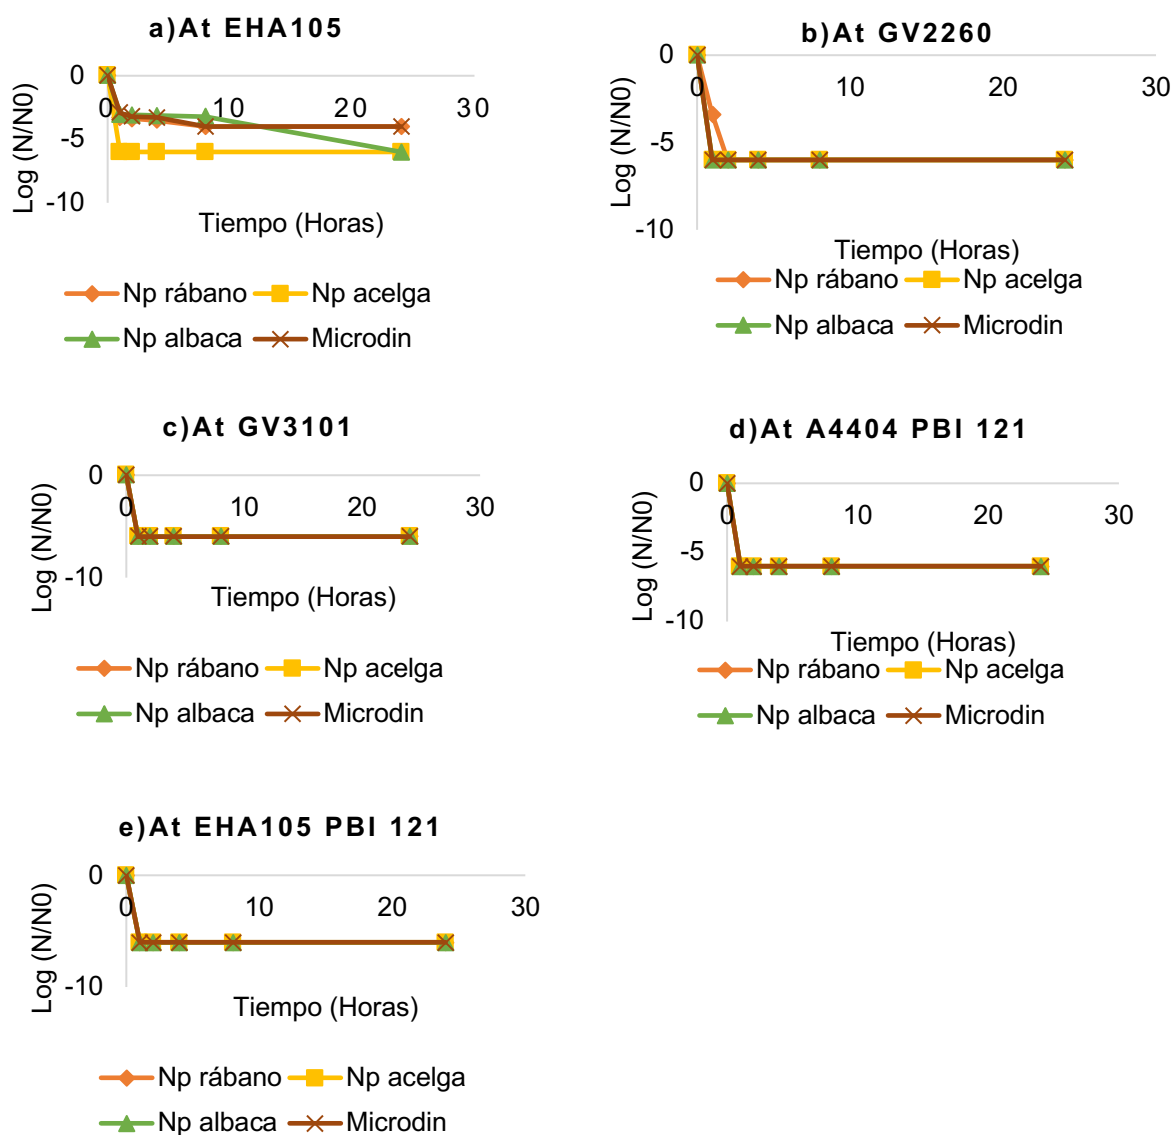 a)At EHA105
0
-5
-10
0 10 20 30
Log (N/N0)
Tiempo (Horas)
Np rábano Np acelga
Np albaca Microdin
b)At GV2260
0
-5
-10
0 10 20 30
Log (N/N0)
Tiempo (Horas)
Np rábano Np acelga
Np albaca Microdin
c)At GV3101
0
-10
0 10 20 30
Log (N/N0)
Tiempo (Horas)
Np rábano Np acelga
Np albaca Microdin
d)At A4404 PBI 121
0
-5
-10
0 10 20 30
Log (N/N0)
Tiempo (Horas)
Np rábano Np acelga
Np albaca Microdin
e)At EHA105 PBI 121
0
-10
0 10 20 30
Log (N/N0)
Tiempo (Horas)
Np rábano Np acelga
Np albaca Microdin